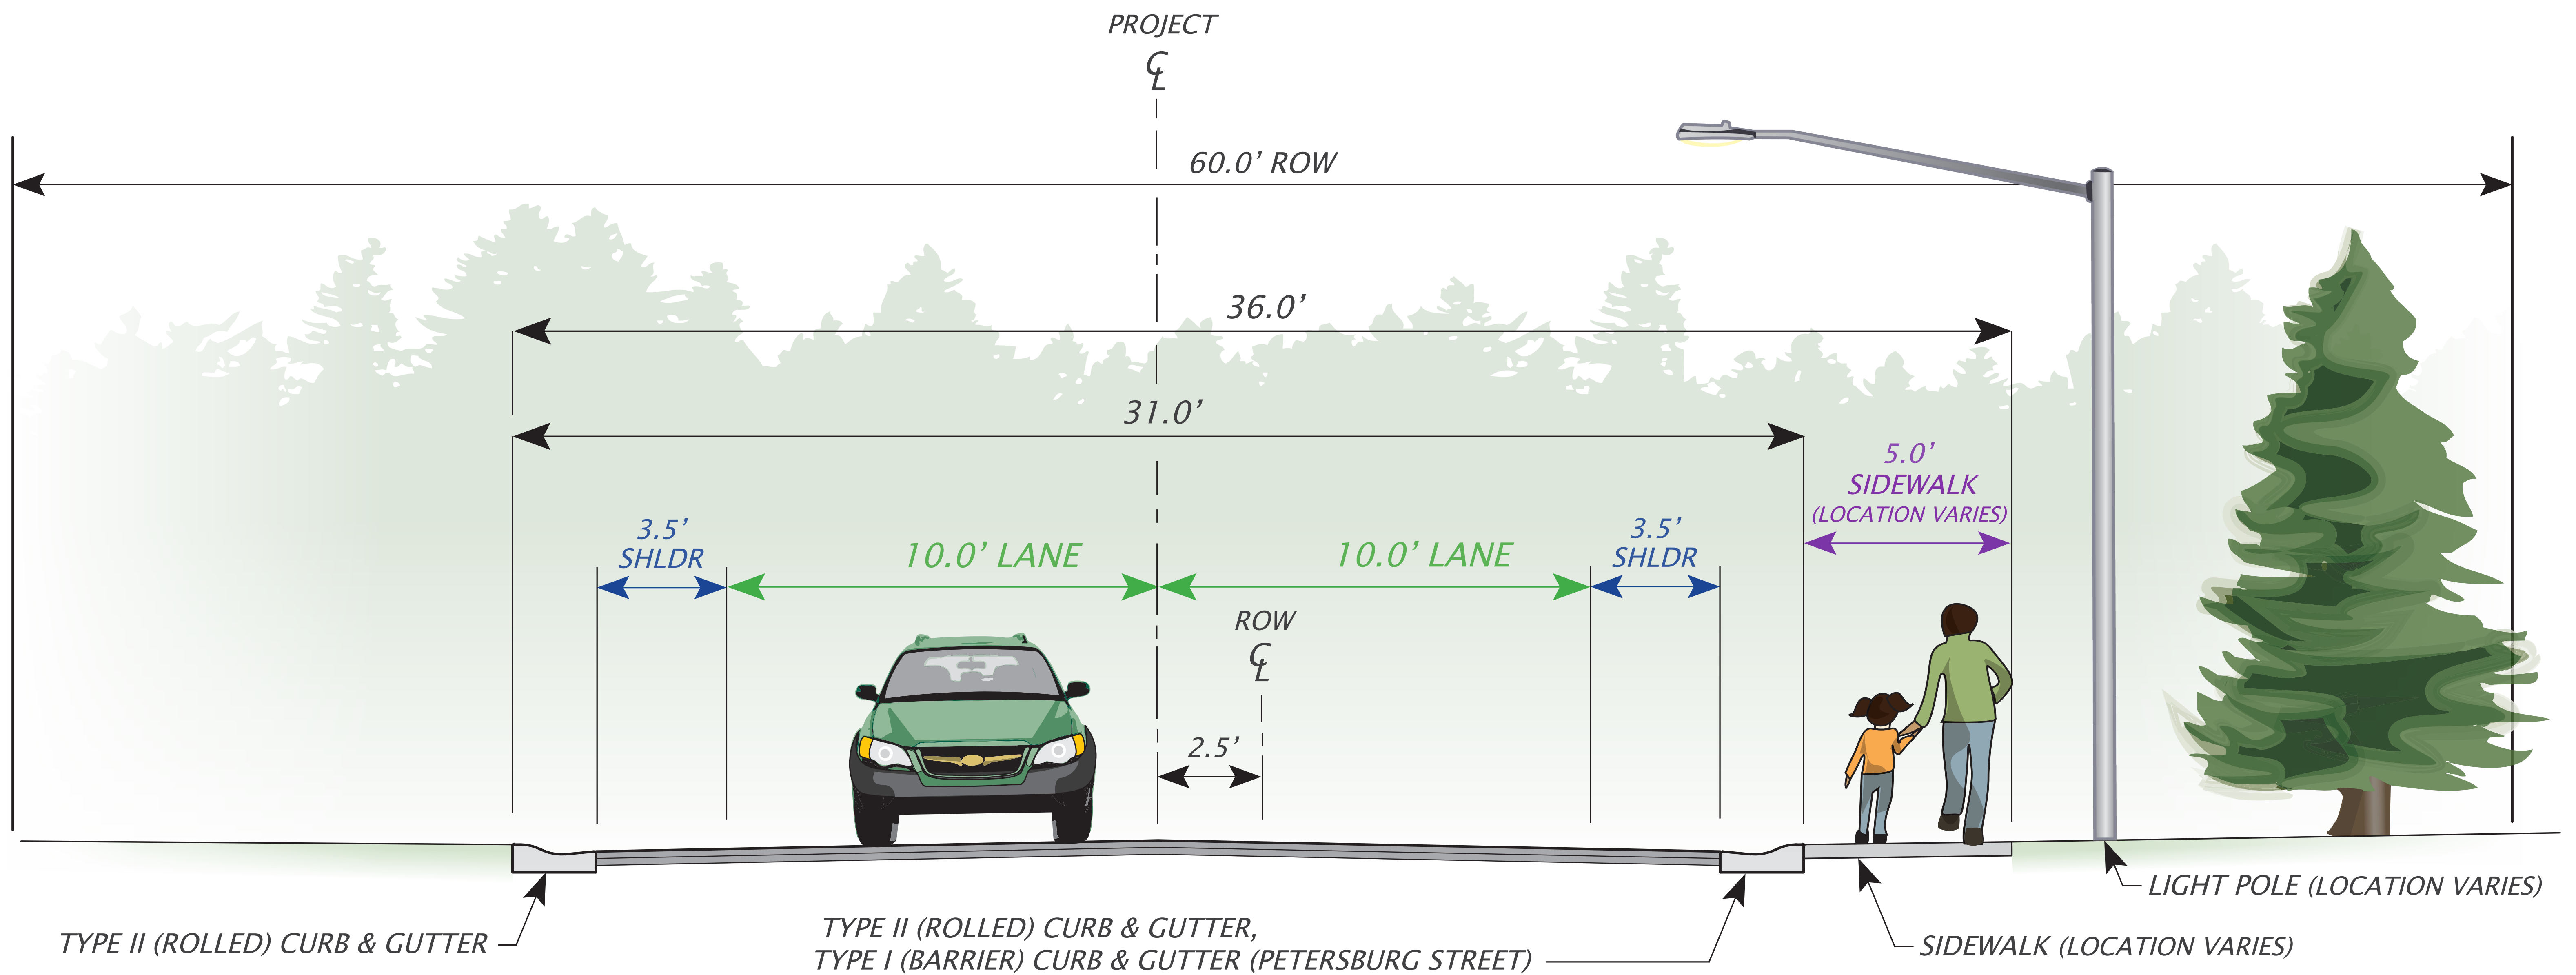 PROJECT
℄
60.0’ ROW
36.0’
31.0’
5.0’
SIDEWALK
(LOCATION VARIES)
3.5’
SHLDR
10.0’ LANE
10.0’ LANE
3.5’
SHLDR
ROW
℄
2.5’
LIGHT POLE (LOCATION VARIES)
TYPE II (ROLLED) CURB & GUTTER
TYPE II (ROLLED) CURB & GUTTER,
TYPE I (BARRIER) CURB & GUTTER (PETERSBURG STREET)
SIDEWALK (LOCATION VARIES)